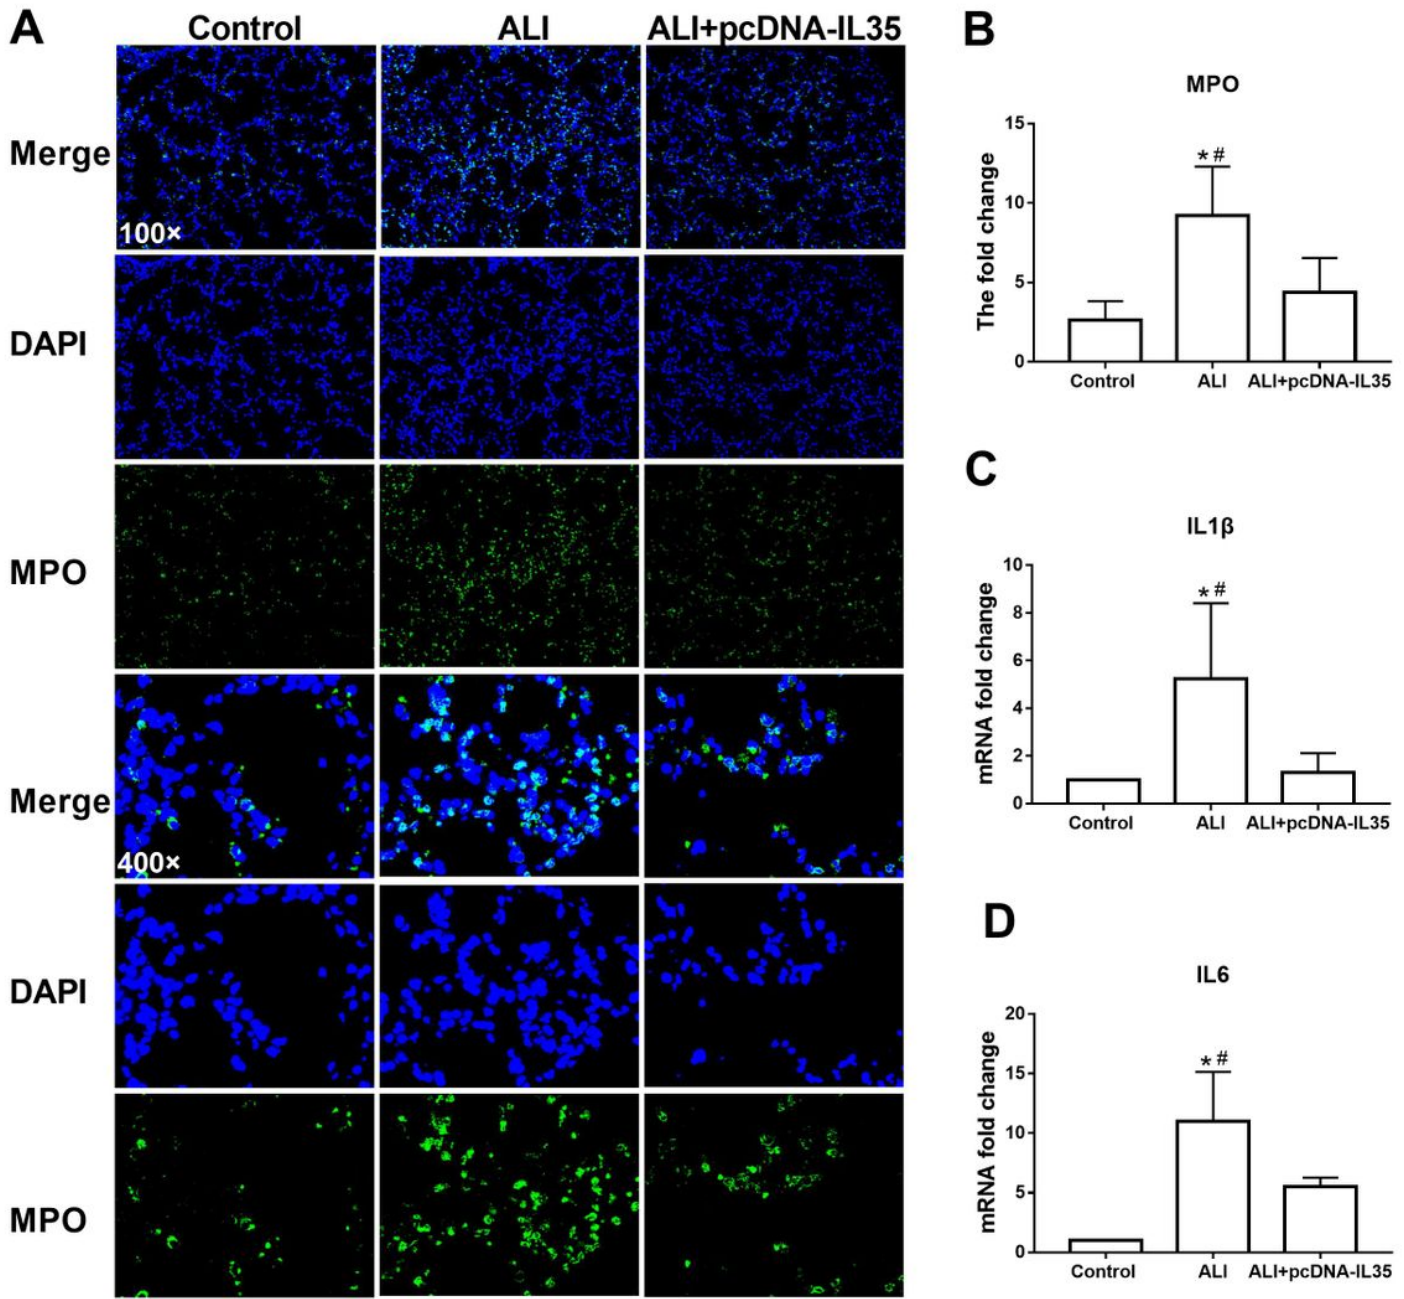 A
Control ALI ALI+pcDNA-IL35
Merge
100×
DAPI
MPO
Merge
400×
DAPI
MPO
B
MPO
The fold change
15
10
5
0
* #
Control ALI ALI+pcDNA-IL35
C
IL1β
mRNA fold change
10
8
6
4
2
0
* #
Control ALI ALI+pcDNA-IL35
D
IL6
mRNA fold change
20
15
10
5
0
* #
Control ALI ALI+pcDNA-IL35